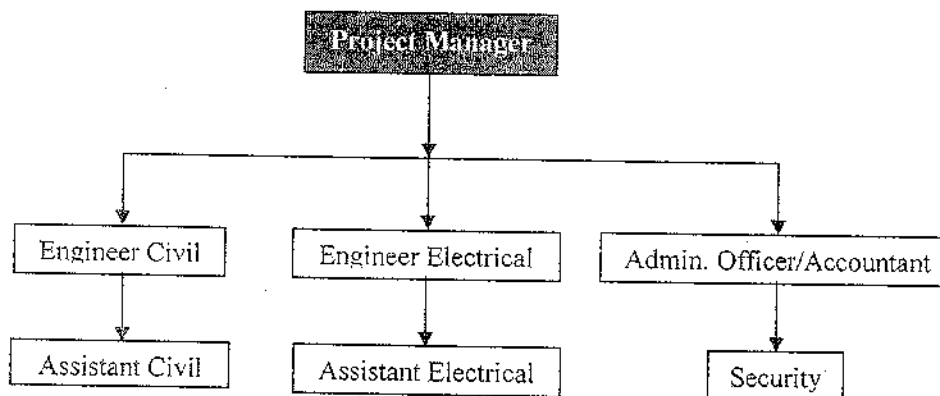 Project Manager
Engineer Civil
Engineer Electrical
Admin. Officer/Accountant
Assistant Civil
Assistant Electrical
Security